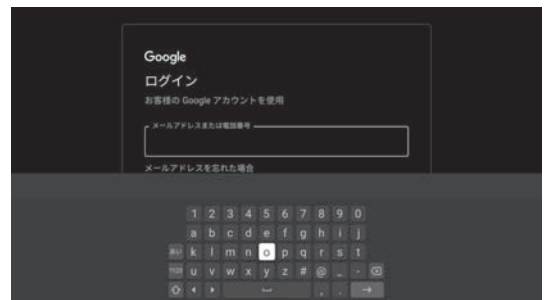 Google
ログイン
お客様の Google アカウントを使用
メールアドレスまたは電話番号
メールアドレスを忘れた場合
1 2 3 4 5 6 7 8 9 0
a b c d e f g h i j
k l m n o p q r s t
u v w x y z # @ _ -
, .